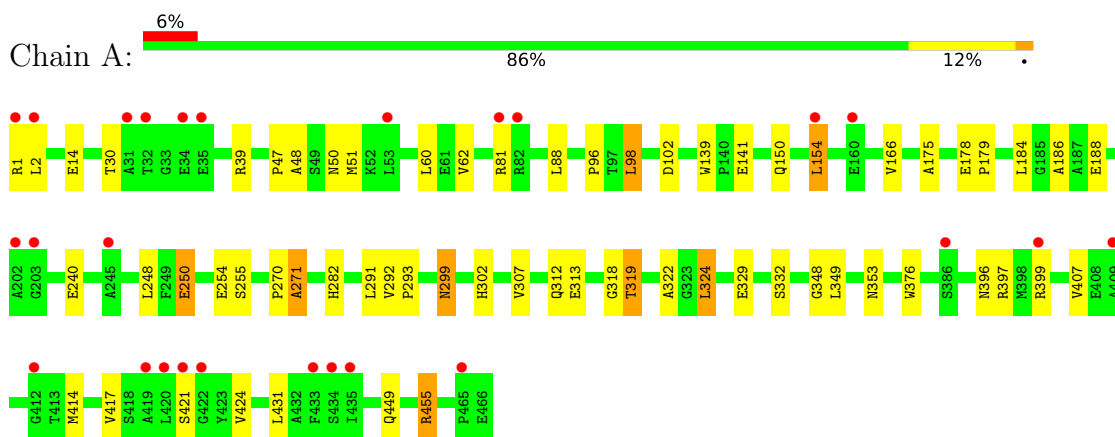 6%
Chain A:
86% 12% •
R1 L2 E14 T30 A31 T32 G33 E34 E35 R39 P47 A48 S49 N50 M51 K52 L53 L60 E61 V62 R81 R82 L88 P96 T97 L98 D102 W139 P140 E141 Q150 L154 E160 V166 A175 E178 P179 L184 G185 A186 A187 E188
A202 G203 E240 A245 L248 F249 E250 E254 S255 P270 A271 H282 L291 V292 P293 N299 H302 V307 Q312 E313 G318 T319 A322 G323 L324 E329 S332 G348 L349 N353 W376 S386 N396 R397 M398 R399 V407 E408 A409
G412 T413 M414 V417 S418 A419 L420 S421 G422 Y423 V424 L431 A432 F433 S434 I435 Q449 R455 P465 E466